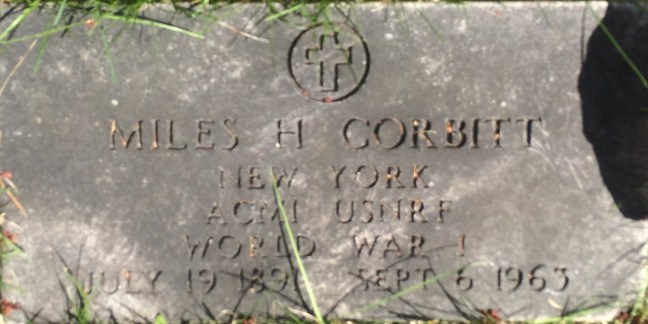 MILES H CORBITT
NEW YORK
ACM1 USNRF
WORLD WAR I
JULY 19 SEPT 6 1963